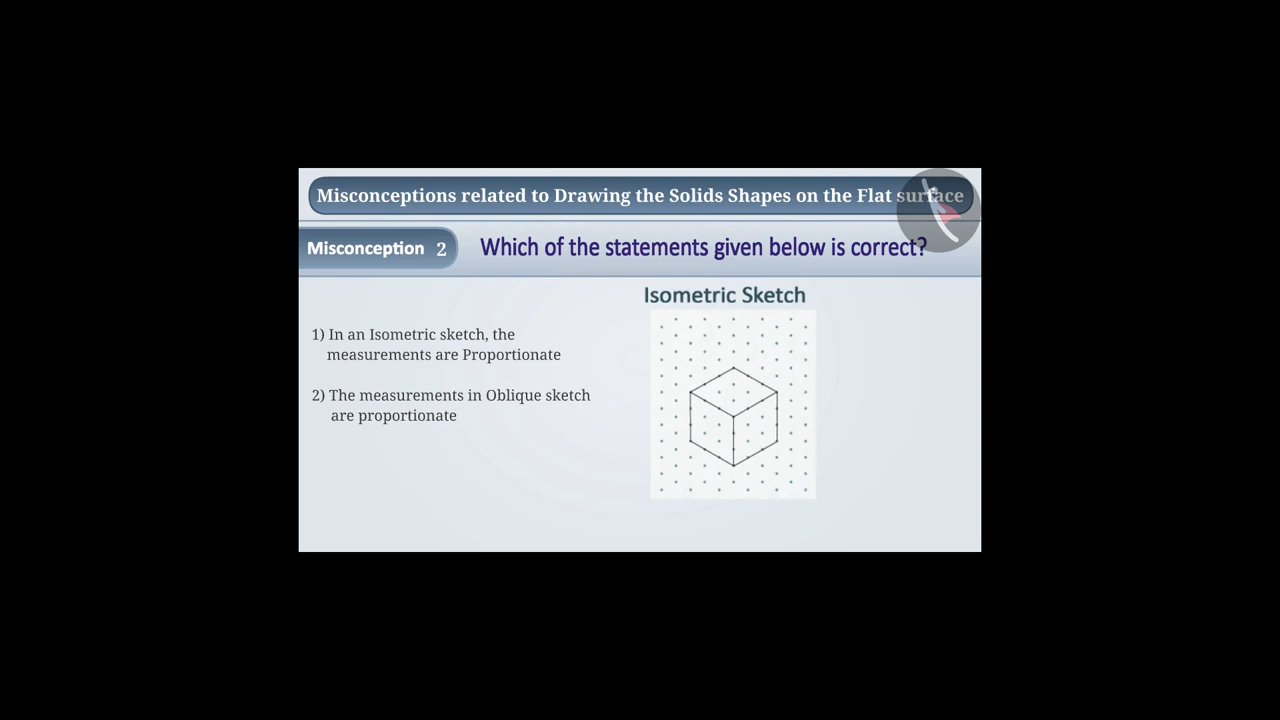 Misconceptions related to Drawing the Solids Shapes on the Flat surface
Misconception 2
Which of the statements given below is correct?
Isometric Sketch
1) In an Isometric sketch, the
measurements are Proportionate
2) The measurements in Oblique sketch
are proportionate